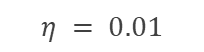 η = 0.01